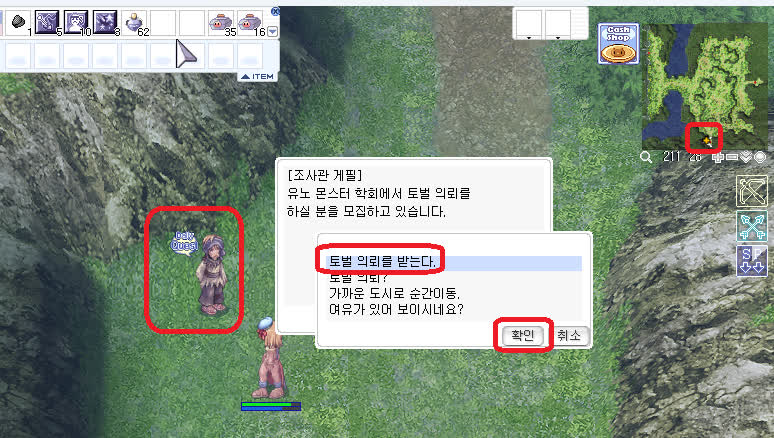 1
5
10
8
62
35
16
ITEM
Cash
Shop
211 28
[조사관 게필]
유노 몬스터 학회에서 토벌 의뢰를
하실 분을 모집하고 있습니다.
DAY
QUEST
토벌 의뢰를 받는다.
토벌 의뢰?
가까운 도시로 순간이동.
여유가 있어 보이시네요?
확인 취소